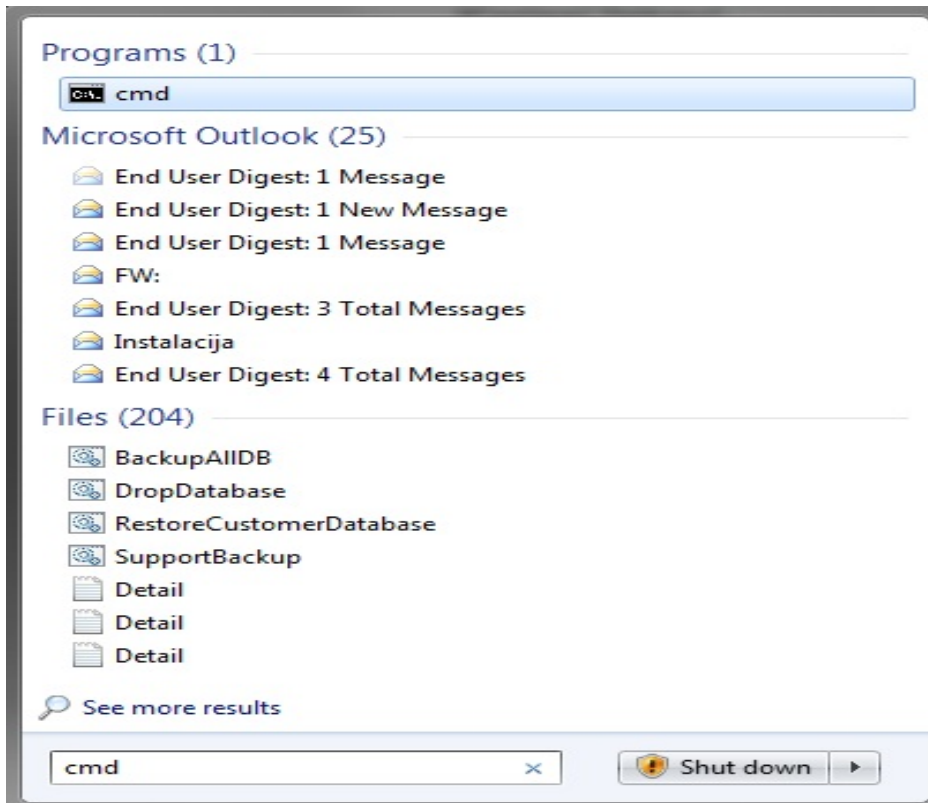 Programs (1)
cmd
Microsoft Outlook (25)
End User Digest: 1 Message
End User Digest: 1 New Message
End User Digest: 1 Message
FW:
End User Digest: 3 Total Messages
Instalacija
End User Digest: 4 Total Messages
Files (204)
BackupAllDB
DropDatabase
RestoreCustomerDatabase
SupportBackup
Detail
Detail
Detail
See more results
cmd
Shut down